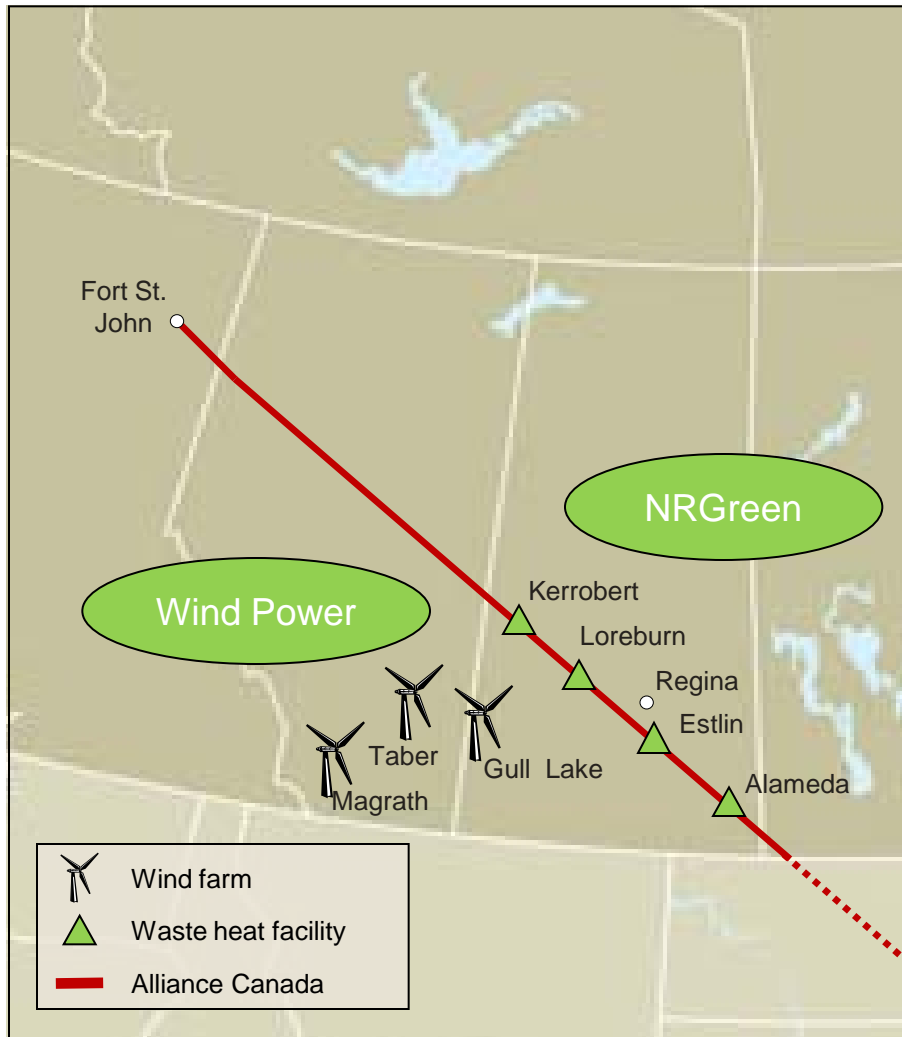 Fort St.
John
NRGreen
Wind Power
Kerrobert
Loreburn
Regina
Estlin
Taber
Gull Lake
Magrath
Alameda
Wind farm
Waste heat facility
Alliance Canada